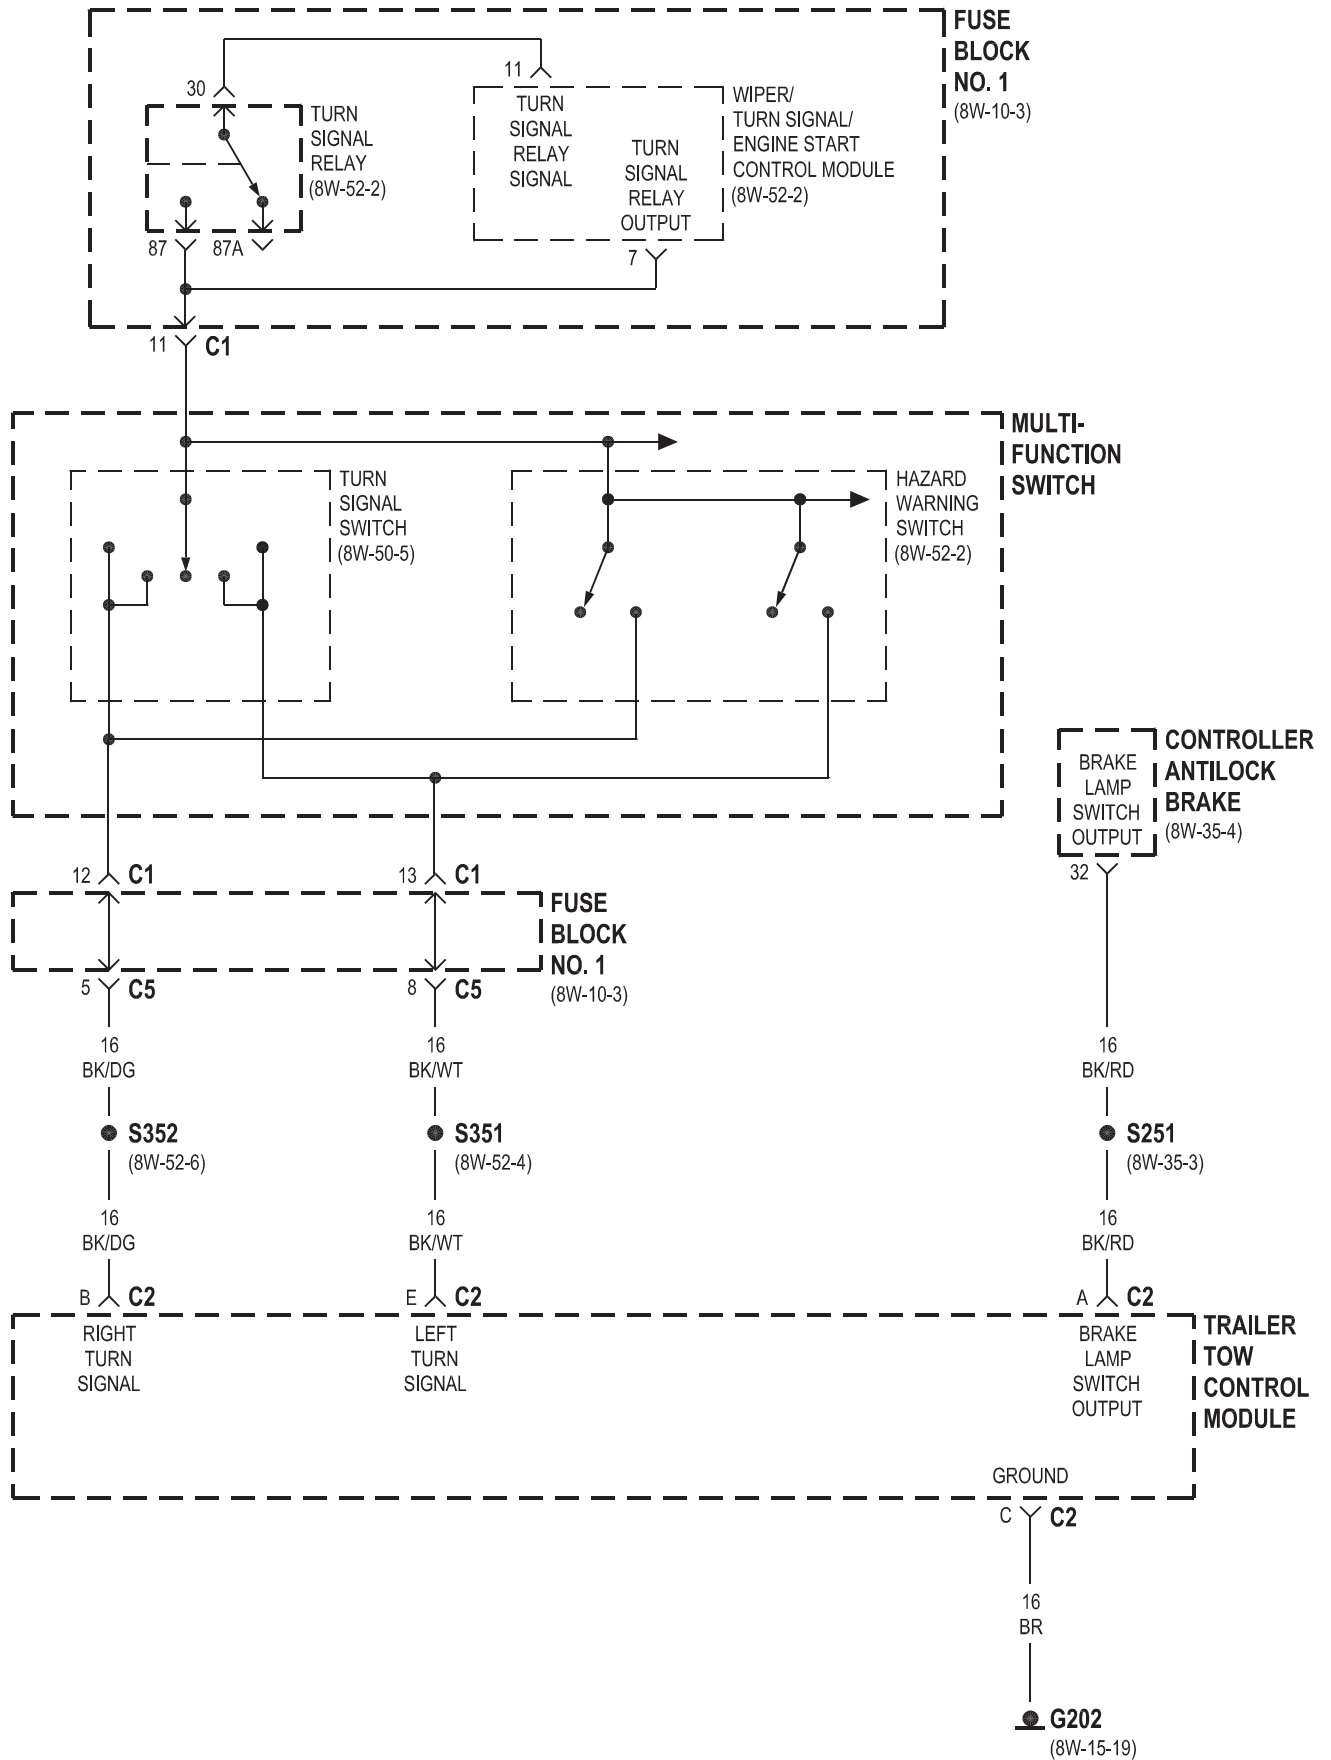 FUSE
BLOCK
NO. 1
(8W-10-3)
30
TURN
SIGNAL
RELAY
(8W-52-2)
11
TURN
SIGNAL
RELAY
SIGNAL
TURN
SIGNAL
RELAY
OUTPUT
WIPER/
TURN SIGNAL/
ENGINE START
CONTROL MODULE
(8W-52-2)
87
87A
7
11
C1
MULTI-
FUNCTION
SWITCH
TURN
SIGNAL
SWITCH
(8W-50-5)
HAZARD
WARNING
SWITCH
(8W-52-2)
BRAKE
LAMP
SWITCH
OUTPUT
CONTROLLER
ANTILOCK
BRAKE
(8W-35-4)
12
C1
13
C1
32
FUSE
BLOCK
NO. 1
(8W-10-3)
5
C5
8
C5
16
BK/DG
16
BK/WT
16
BK/RD
S352
(8W-52-6)
S351
(8W-52-4)
S251
(8W-35-3)
16
BK/DG
16
BK/WT
16
BK/RD
B
C2
E
C2
A
C2
RIGHT
TURN
SIGNAL
LEFT
TURN
SIGNAL
BRAKE
LAMP
SWITCH
OUTPUT
TRAILER
TOW
CONTROL
MODULE
GROUND
C
C2
16
BR
G202
(8W-15-19)